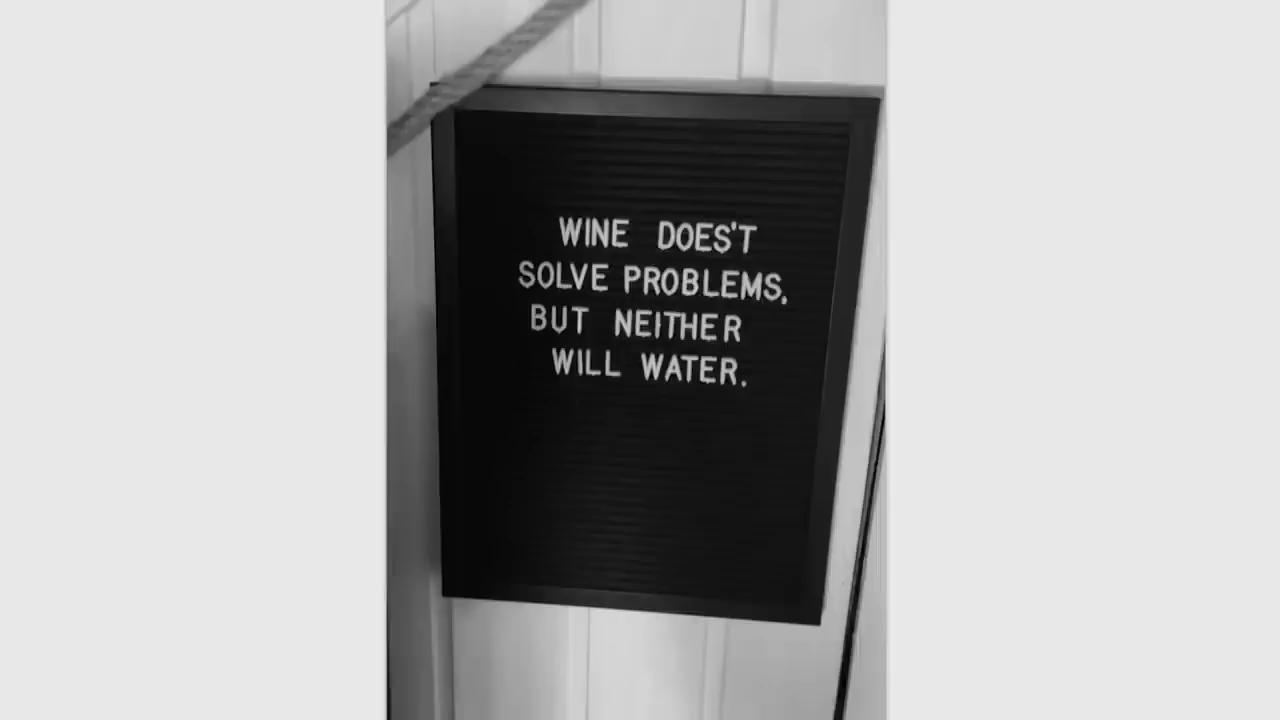 WINE DOES'T
SOLVE PROBLEMS,
BUT NEITHER
WILL WATER.